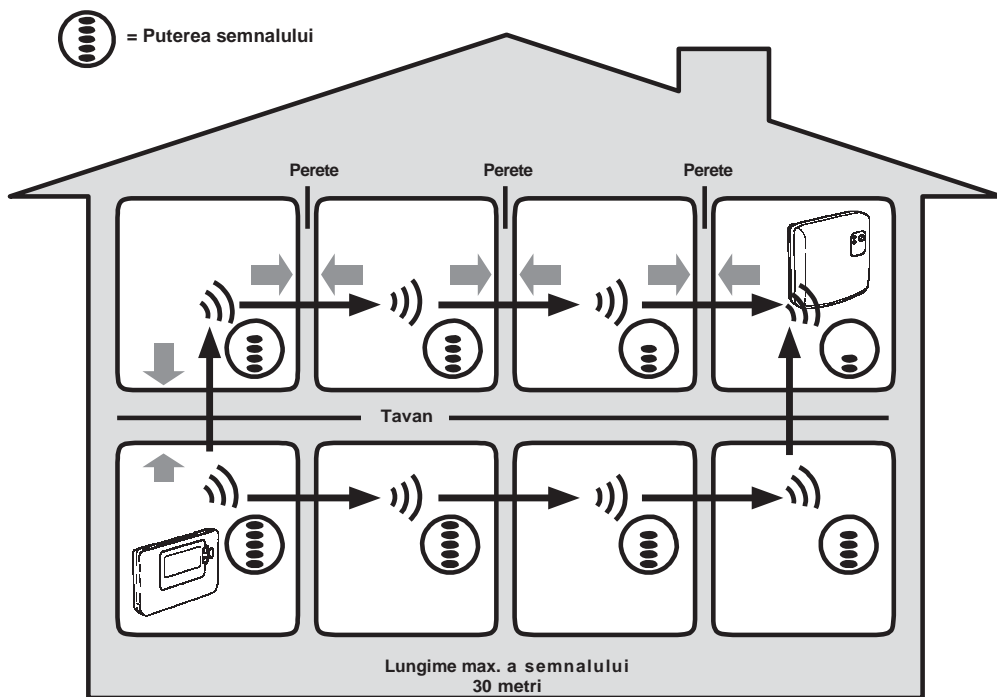 = Puterea semnalului
Perete
Perete
Perete
Tavan
Lungime max. a semnalului
30 metri